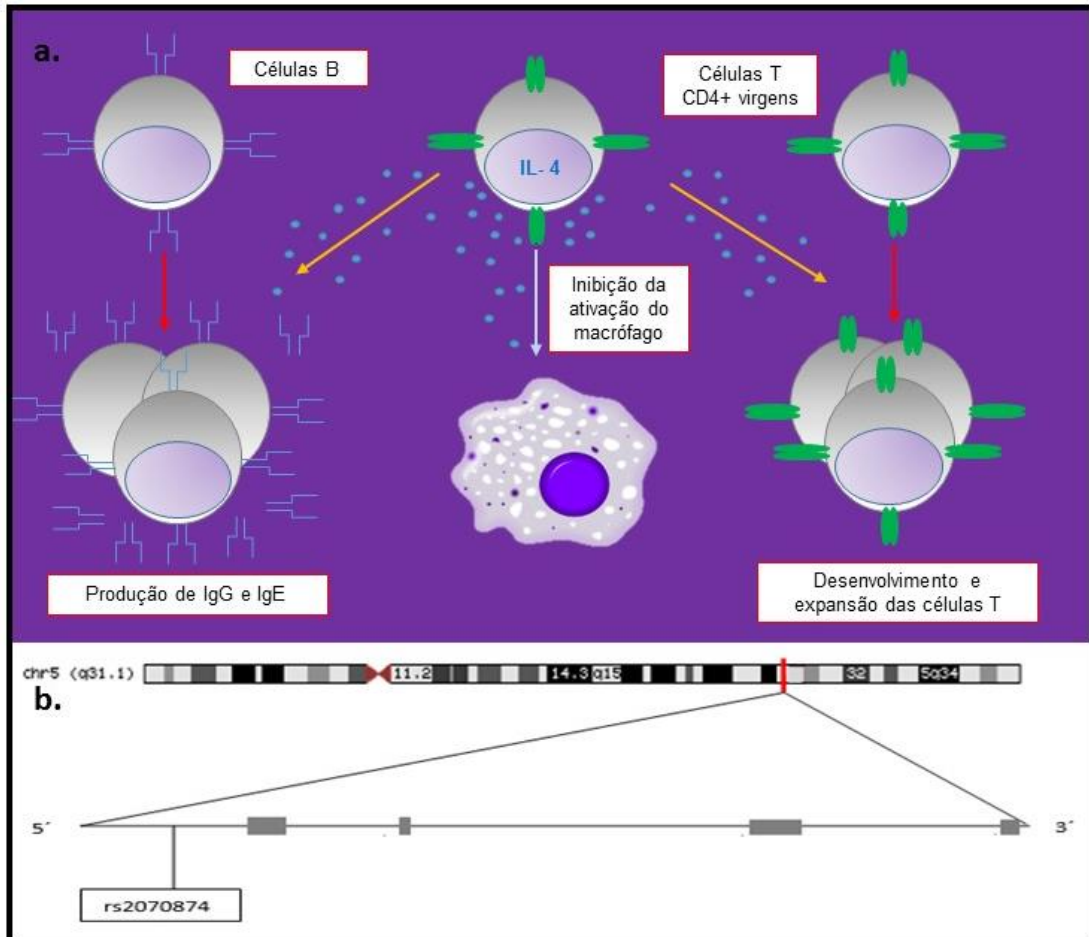 a.
Células B
Células T
CD4+ virgens
IL- 4
Inibição da
ativação do
macrófago
Produção de IgG e IgE
Desenvolvimento e
expansão das células T
chr5 (q31.1)
11.2
14.3
q15
32
5q34
b.
5´
3´
rs2070874